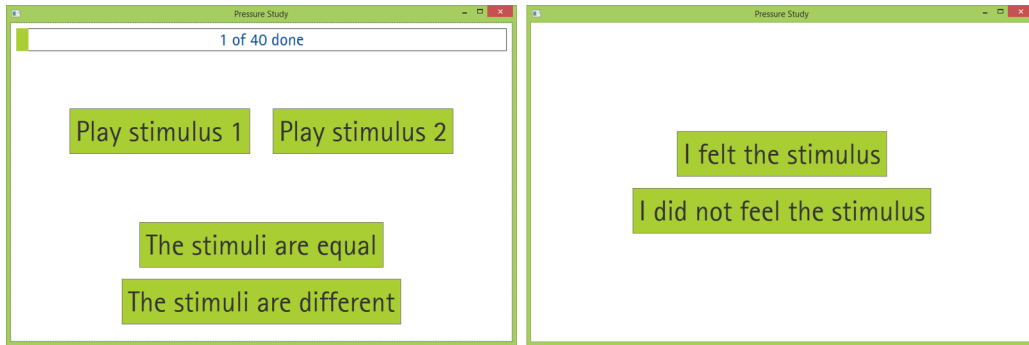 Pressure Study
1 of 40 done
Play stimulus 1
Play stimulus 2
The stimuli are equal
The stimuli are different
Pressure Study
I felt the stimulus
I did not feel the stimulus